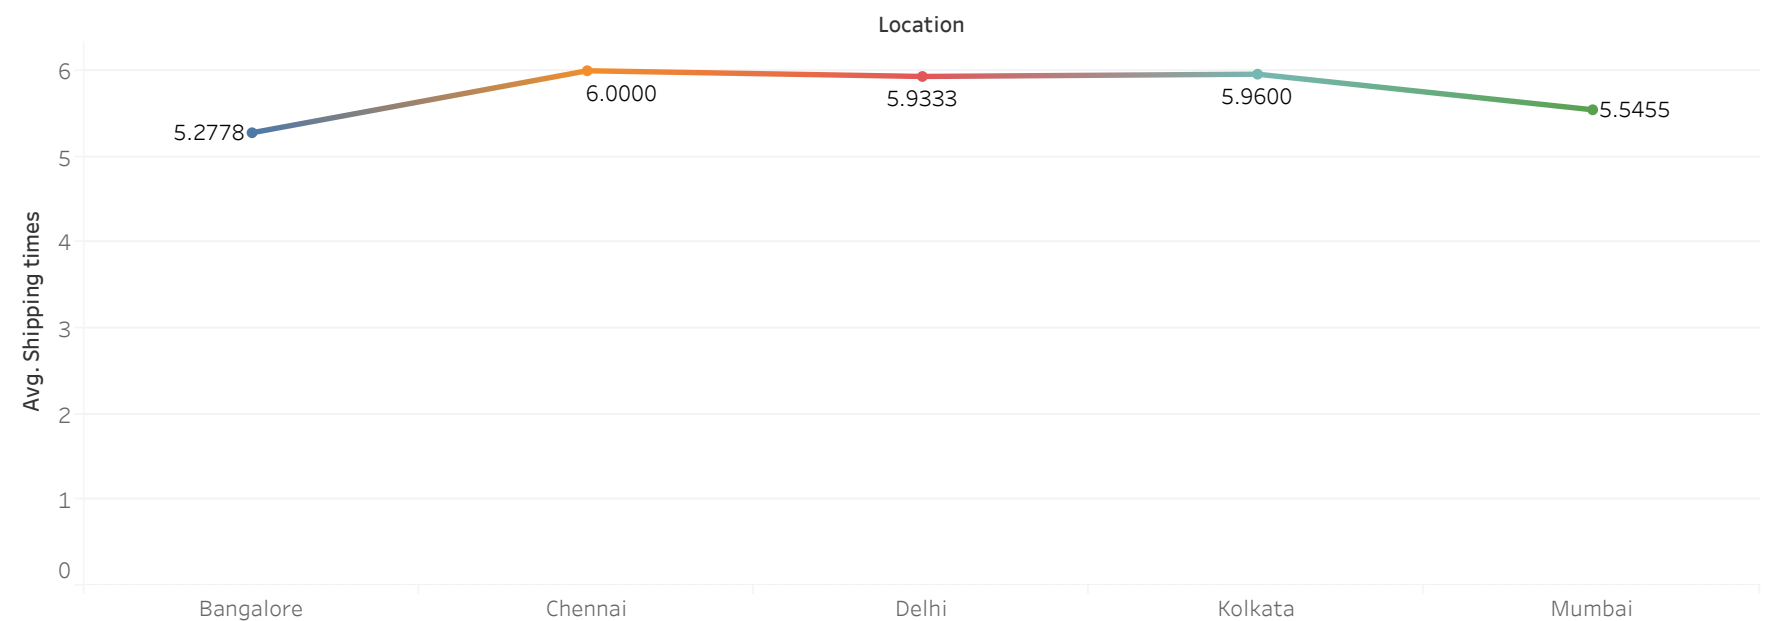 Location
6
5
4
3
2
1
0
Avg. Shipping times
5.2778
6.0000
5.9333
5.9600
5.5455
Bangalore
Chennai
Delhi
Kolkata
Mumbai